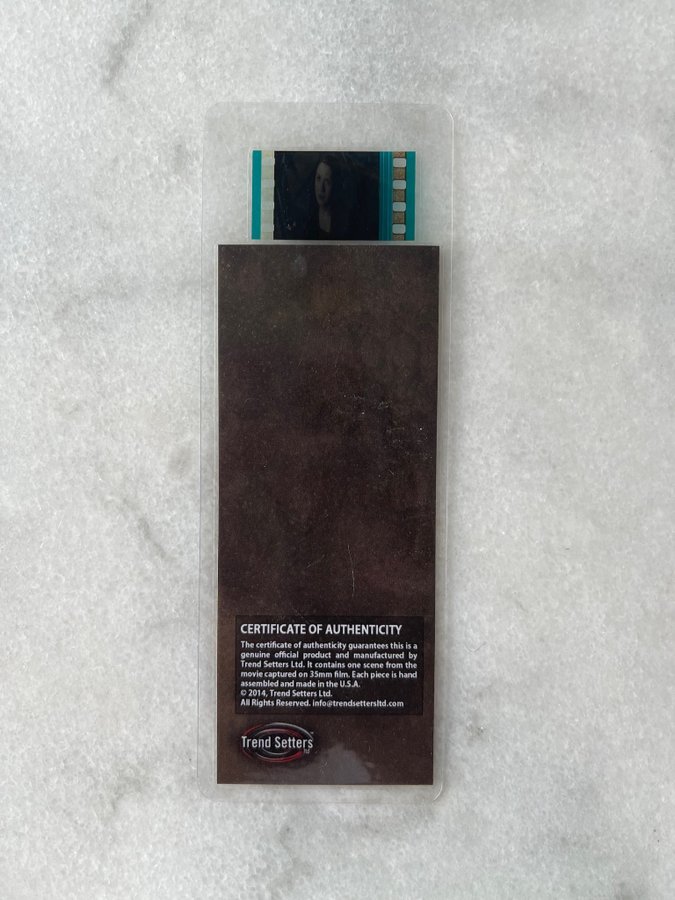 CERTIFICATE OF AUTHENTICITY
The certificate of authenticity guarantees this is a
genuine official product and manufactured by
Trend Setters Ltd. It contains one scene from the
movie captured on 35mm film. Each piece is hand
assembled and made in the U.S.A.
© 2014, Trend Setters Ltd.
All Rights Reserved. info@trendsettersltd.com
Trend Setters
ltd